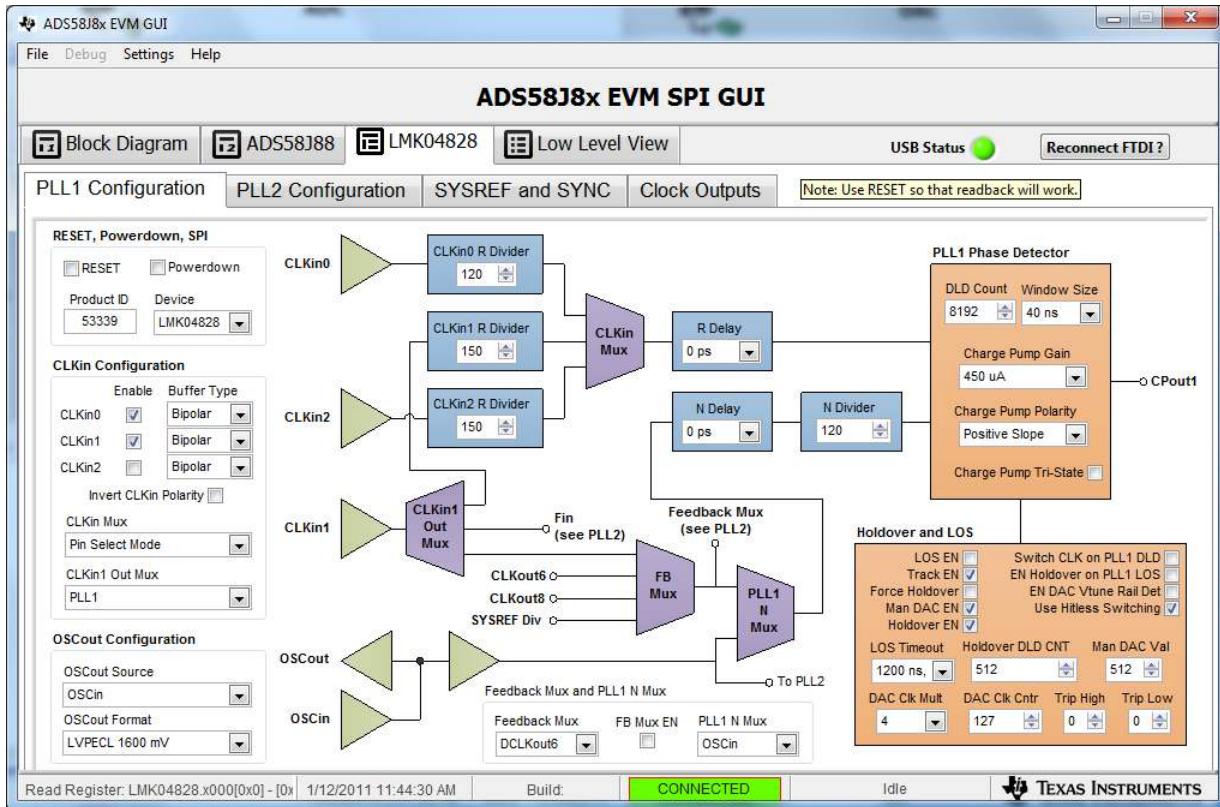 ADS58J8x EVM GUI
File Debug Settings Help
ADS58J8x EVM SPI GUI
Block Diagram ADS58J88 LMK04828 Low Level View USB Status Reconnect FTDI ?
PLL1 Configuration PLL2 Configuration SYSREF and SYNC Clock Outputs Note: Use RESET so that readback will work.
RESET, Powerdown, SPI
RESET Powerdown
Product ID Device
53339 LMK04828
CLKin Configuration
Enable Buffer Type
CLKin0 Bipolar
CLKin1 Bipolar
CLKin2 Bipolar
Invert CLKin Polarity
CLKin Mux
Pin Select Mode
CLKin1 Out Mux
PLL1
OSCout Configuration
OSCout Source
OSCin
OSCout Format
LVPECL 1600 mV
CLKin0
CLKin0 R Divider
120
CLKin1 R Divider
150
CLKin2
CLKin2 R Divider
150
CLKin
Mux
R Delay
0 ps
N Delay
0 ps
N Divider
120
CLKin1
CLKin1
Out
Mux
Fin
(see PLL2)
Feedback Mux
(see PLL2)
CLKout6
CLKout8
SYSREF Div
FB
Mux
PLL1
N
Mux
OSCout
OSCin
To PLL2
Feedback Mux and PLL1 N Mux
Feedback Mux FB Mux EN PLL1 N Mux
DCLKout6 OSCin
PLL1 Phase Detector
DLD Count Window Size
8192 40 ns
Charge Pump Gain
450 uA
CPout1
Charge Pump Polarity
Positive Slope
Charge Pump Tri-State
Holdover and LOS
LOS EN Switch CLK on PLL1 DLD
Track EN EN Holdover on PLL1 LOS
Force Holdover EN DAC Vtune Rail Det
Man DAC EN Use Hitless Switching
Holdover EN
LOS Timeout Holdover DLD CNT Man DAC Val
1200 ns, 512 512
DAC Clk Mult DAC Clk Cntr Trip High Trip Low
4 127 0 0
Read Register: LMK04828.x000[0x0] - [0x 1/12/2011 11:44:30 AM Build: CONNECTED Idle TEXAS INSTRUMENTS